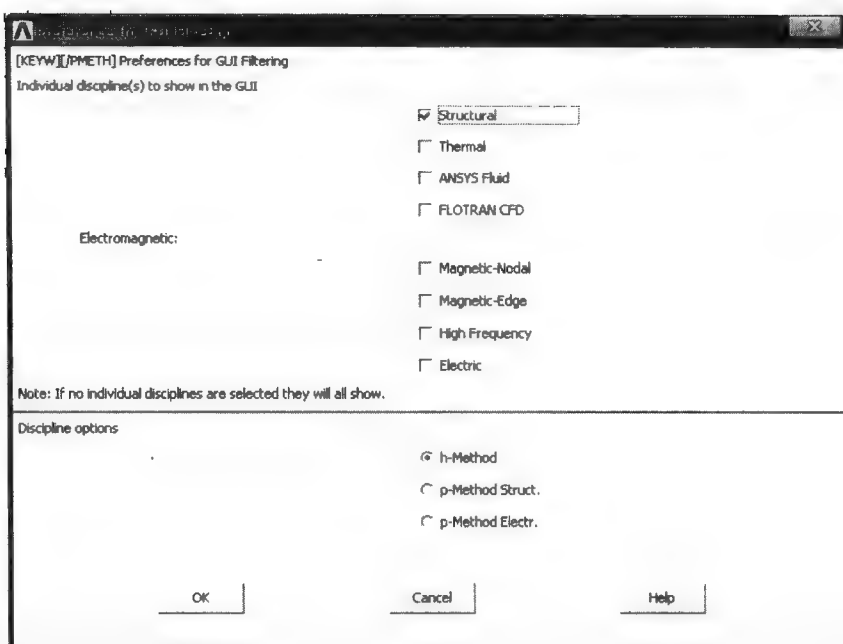 [KEYW][/PMETH] Preferences for GUI Filtering
Individual discipline(s) to show in the GUI
Structural
Thermal
ANSYS Fluid
FLOTRAN CFD
Electromagnetic:
Magnetic-Nodal
Magnetic-Edge
High Frequency
Electric
Note: If no individual disciplines are selected they will all show.
Discipline options
h-Method
p-Method Struct.
p-Method Electr.
OK Cancel Help